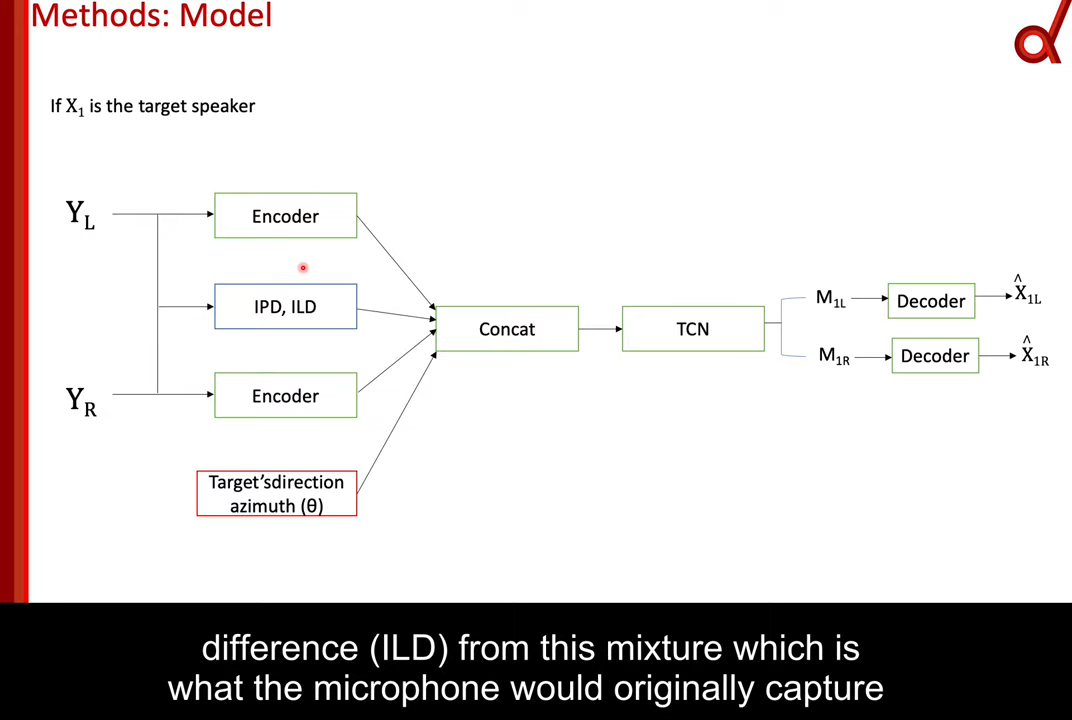 Methods: Model
If X₁ is the target speaker
Y_L
Encoder
IPD, ILD
Y_R
Encoder
Target'sdirection
azimuth (θ)
Concat
TCN
M_1L
Decoder
X̂_1L
M_1R
Decoder
X̂_1R
difference (ILD) from this mixture which is
what the microphone would originally capture